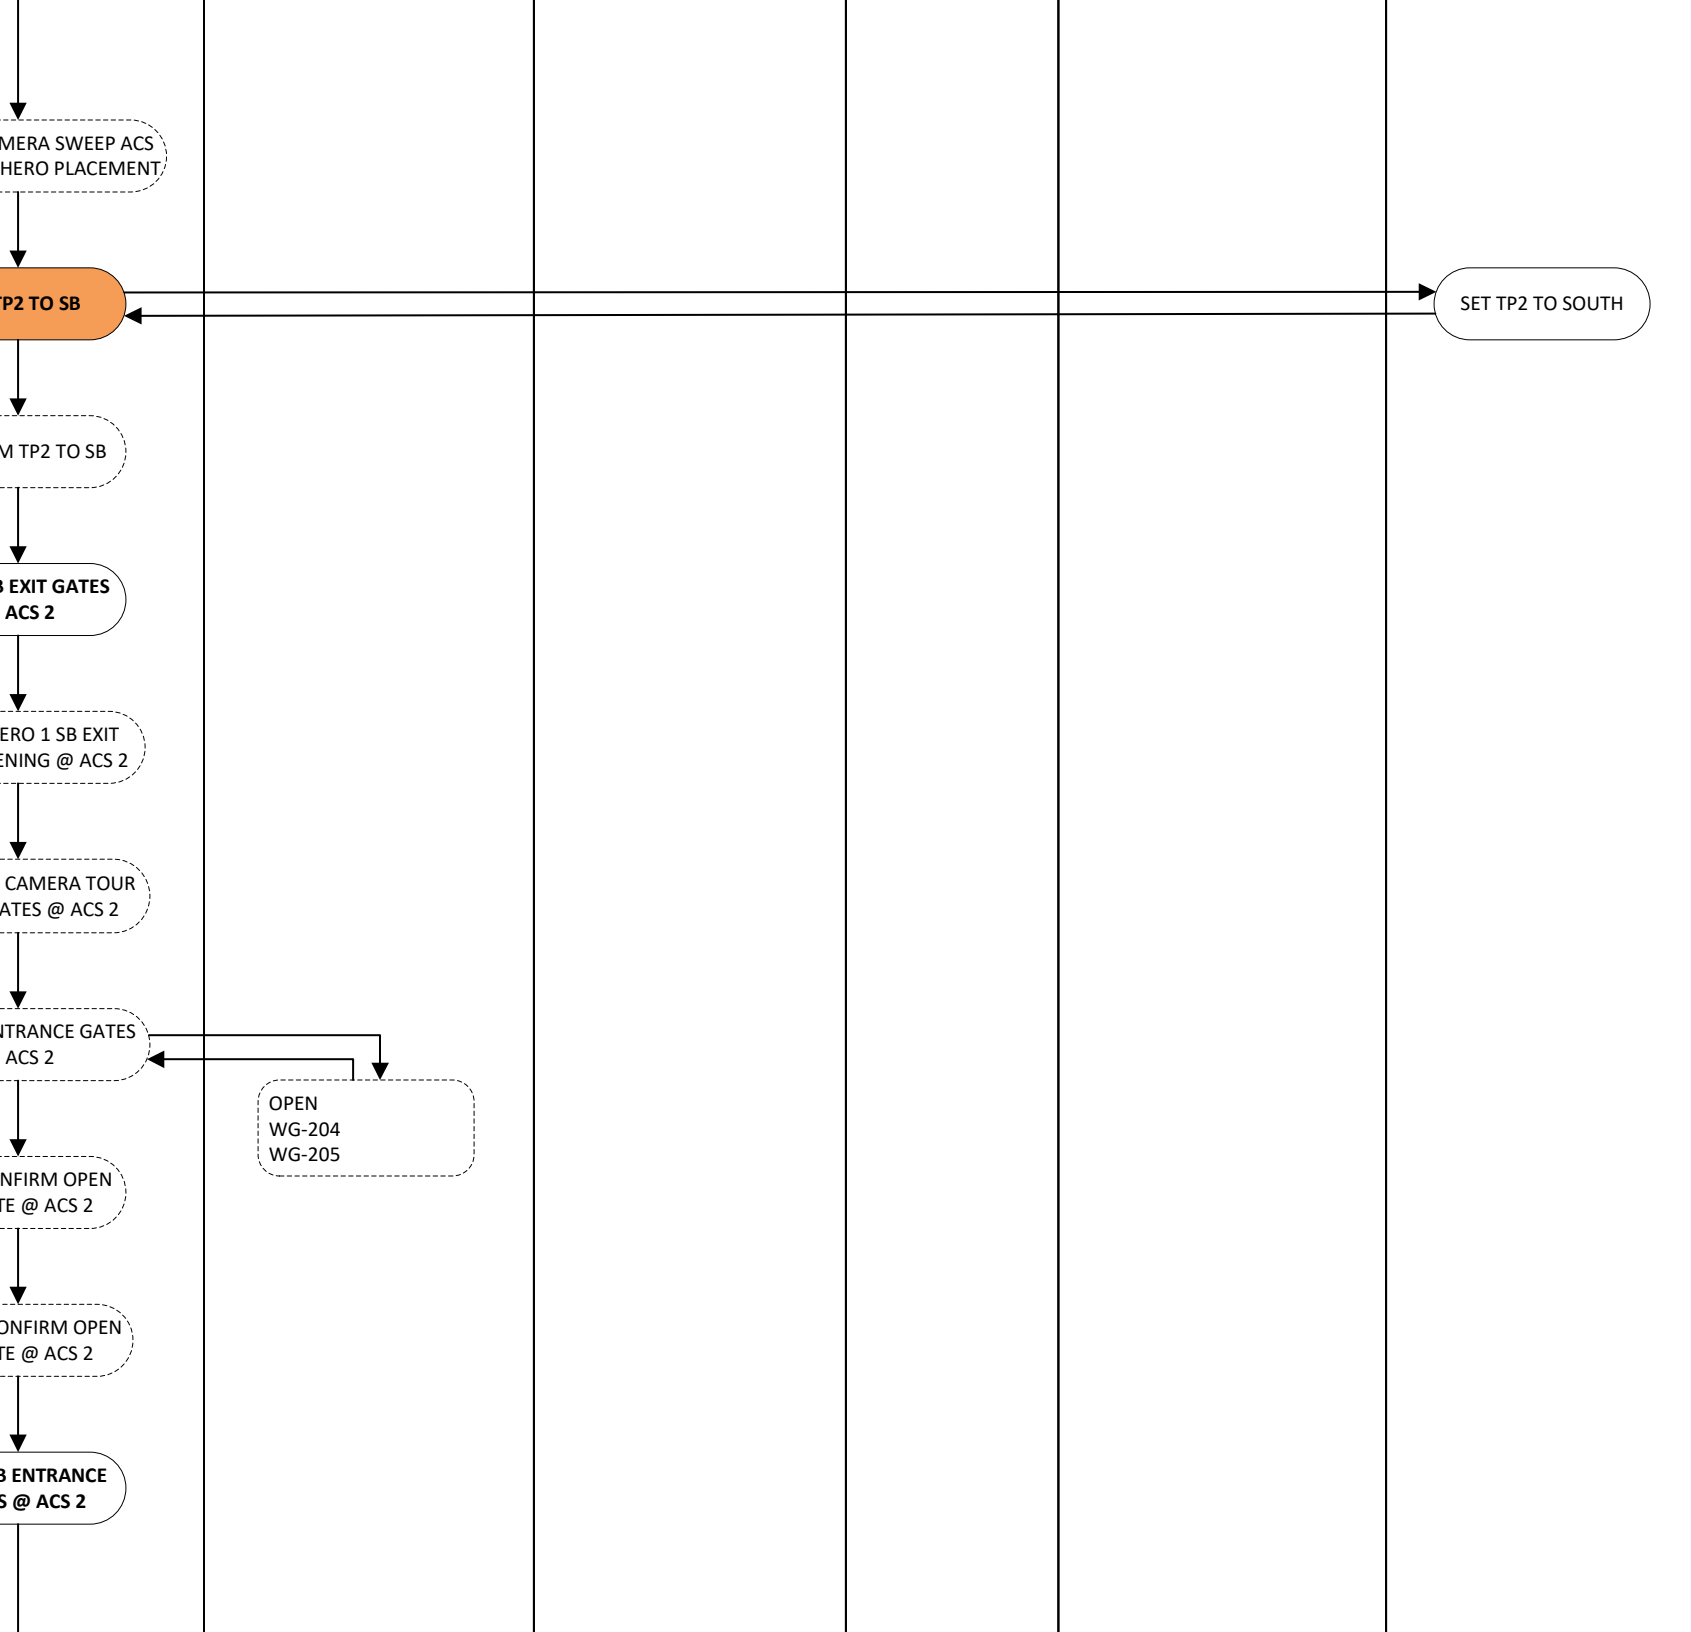 MERA SWEEP ACS
HERO PLACEMENT
TP2 TO SB
SET TP2 TO SOUTH
M TP2 TO SB
B EXIT GATES
ACS 2
ERO 1 SB EXIT
ENING @ ACS 2
CAMERA TOUR
ATES @ ACS 2
NTRANCE GATES
ACS 2
OPEN
WG-204
WG-205
NFIRM OPEN
TE @ ACS 2
ONFIRM OPEN
TE @ ACS 2
B ENTRANCE
S @ ACS 2